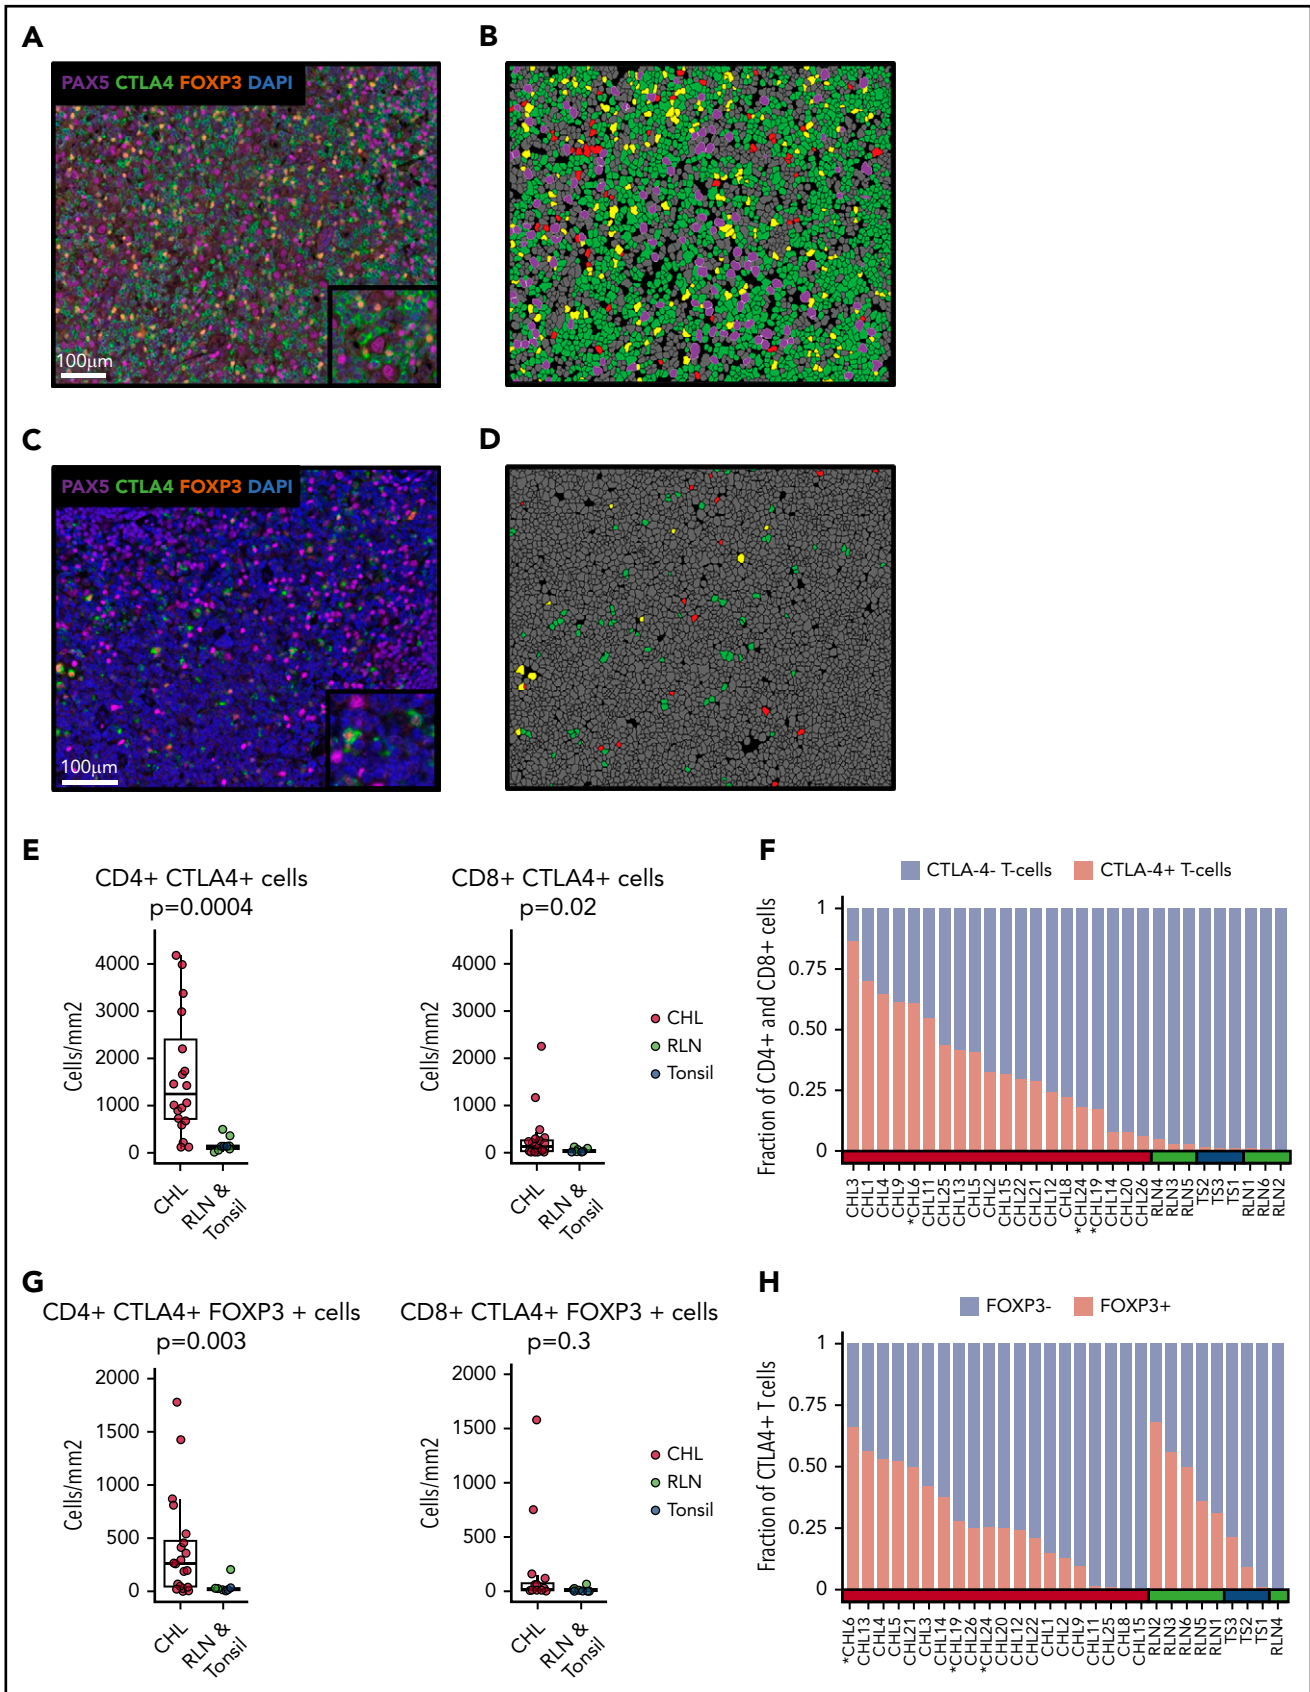 A
B
PAX5 CTLA4 FOXP3 DAPI
100μm
C
D
PAX5 CTLA4 FOXP3 DAPI
100μm
E
F
CD4+ CTLA4+ cells
p=0.0004
CD8+ CTLA4+ cells
p=0.02
Cells/mm2
4000
3000
2000
1000
0
CHL
RLN &
Tonsil
Cells/mm2
4000
3000
2000
1000
0
CHL
RLN &
Tonsil
CHL
RLN
Tonsil
CTLA-4- T-cells
CTLA-4+ T-cells
Fraction of CD4+ and CD8+ cells
1
0.75
0.50
0.25
0
CHL3
CHL1
CHL4
CHL9
*CHL6
CHL11
CHL25
CHL13
CHL5
CHL2
CHL15
CHL22
CHL21
CHL12
CHL8
*CHL24
*CHL19
CHL14
CHL20
CHL26
RLN4
RLN3
RLN5
TS2
TS3
TS1
RLN1
RLN6
RLN2
G
H
CD4+ CTLA4+ FOXP3 + cells
p=0.003
CD8+ CTLA4+ FOXP3 + cells
p=0.3
Cells/mm2
2000
1500
1000
500
0
CHL
RLN &
Tonsil
Cells/mm2
2000
1500
1000
500
0
CHL
RLN &
Tonsil
CHL
RLN
Tonsil
FOXP3-
FOXP3+
Fraction of CTLA4+ T cells
1
0.75
0.50
0.25
0
*CHL6
CHL13
CHL4
CHL5
CHL21
CHL3
CHL14
*CHL19
CHL26
*CHL24
CHL20
CHL12
CHL22
CHL1
CHL2
CHL9
CHL11
CHL25
CHL8
CHL15
RLN2
RLN3
RLN6
RLN5
RLN1
TS3
TS2
TS1
RLN4